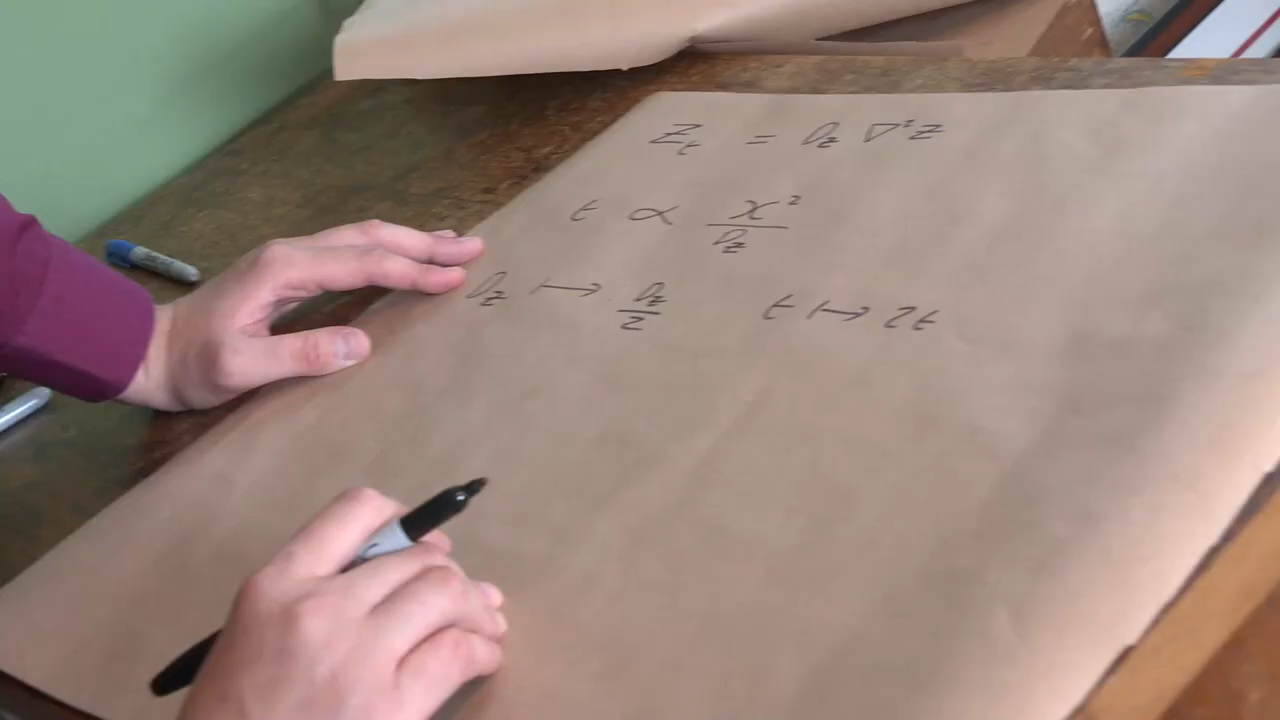 Z_t = D_z ∇²Z
t ∝ x²/D_z
D_z ↦ D_z/2 t ↦ 2t